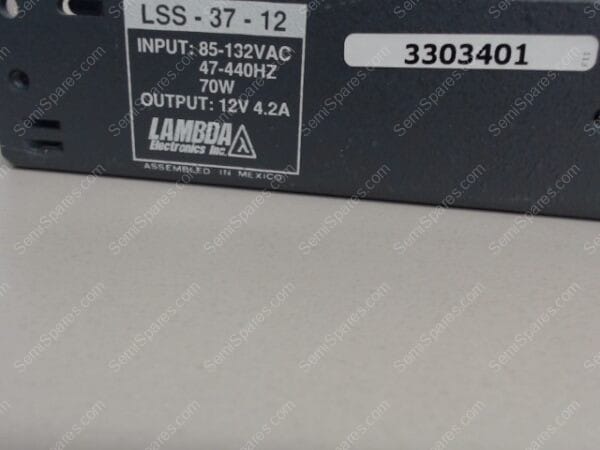 LSS - 37 - 12
INPUT: 85-132VAC
47-440HZ
70W
OUTPUT: 12V 4.2A
LAMBDA
Electronics Inc.
ASSEMBLED IN MEXICO
3303401
SemiSpares.com